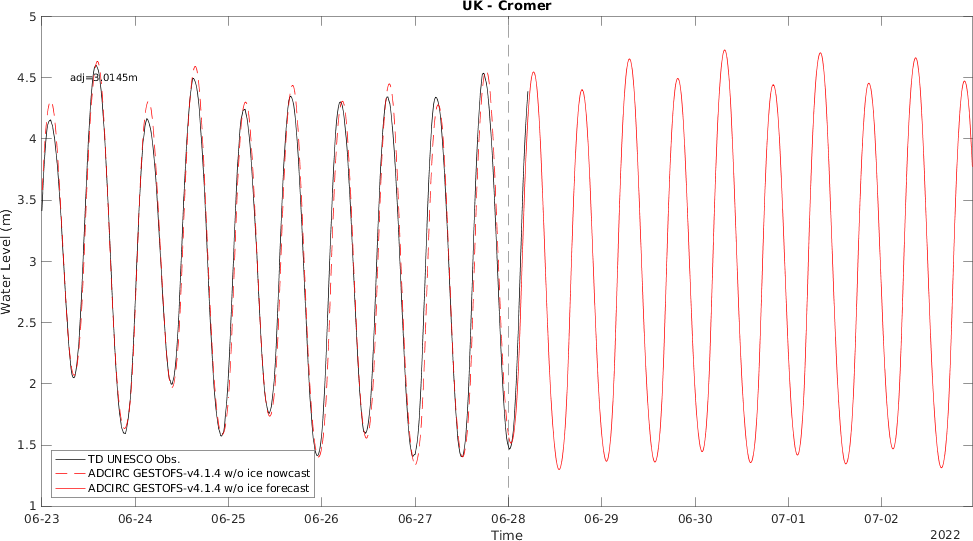 UK - Cromer
5
4.5
4
3.5
3
2.5
2
1.5
1
Water Level (m)
adj=3.0145m
TD UNESCO Obs.
ADCIRC GESTOFS-v4.1.4 w/o ice nowcast
ADCIRC GESTOFS-v4.1.4 w/o ice forecast
06-23 06-24 06-25 06-26 06-27 06-28 06-29 06-30 07-01 07-02
Time
2022